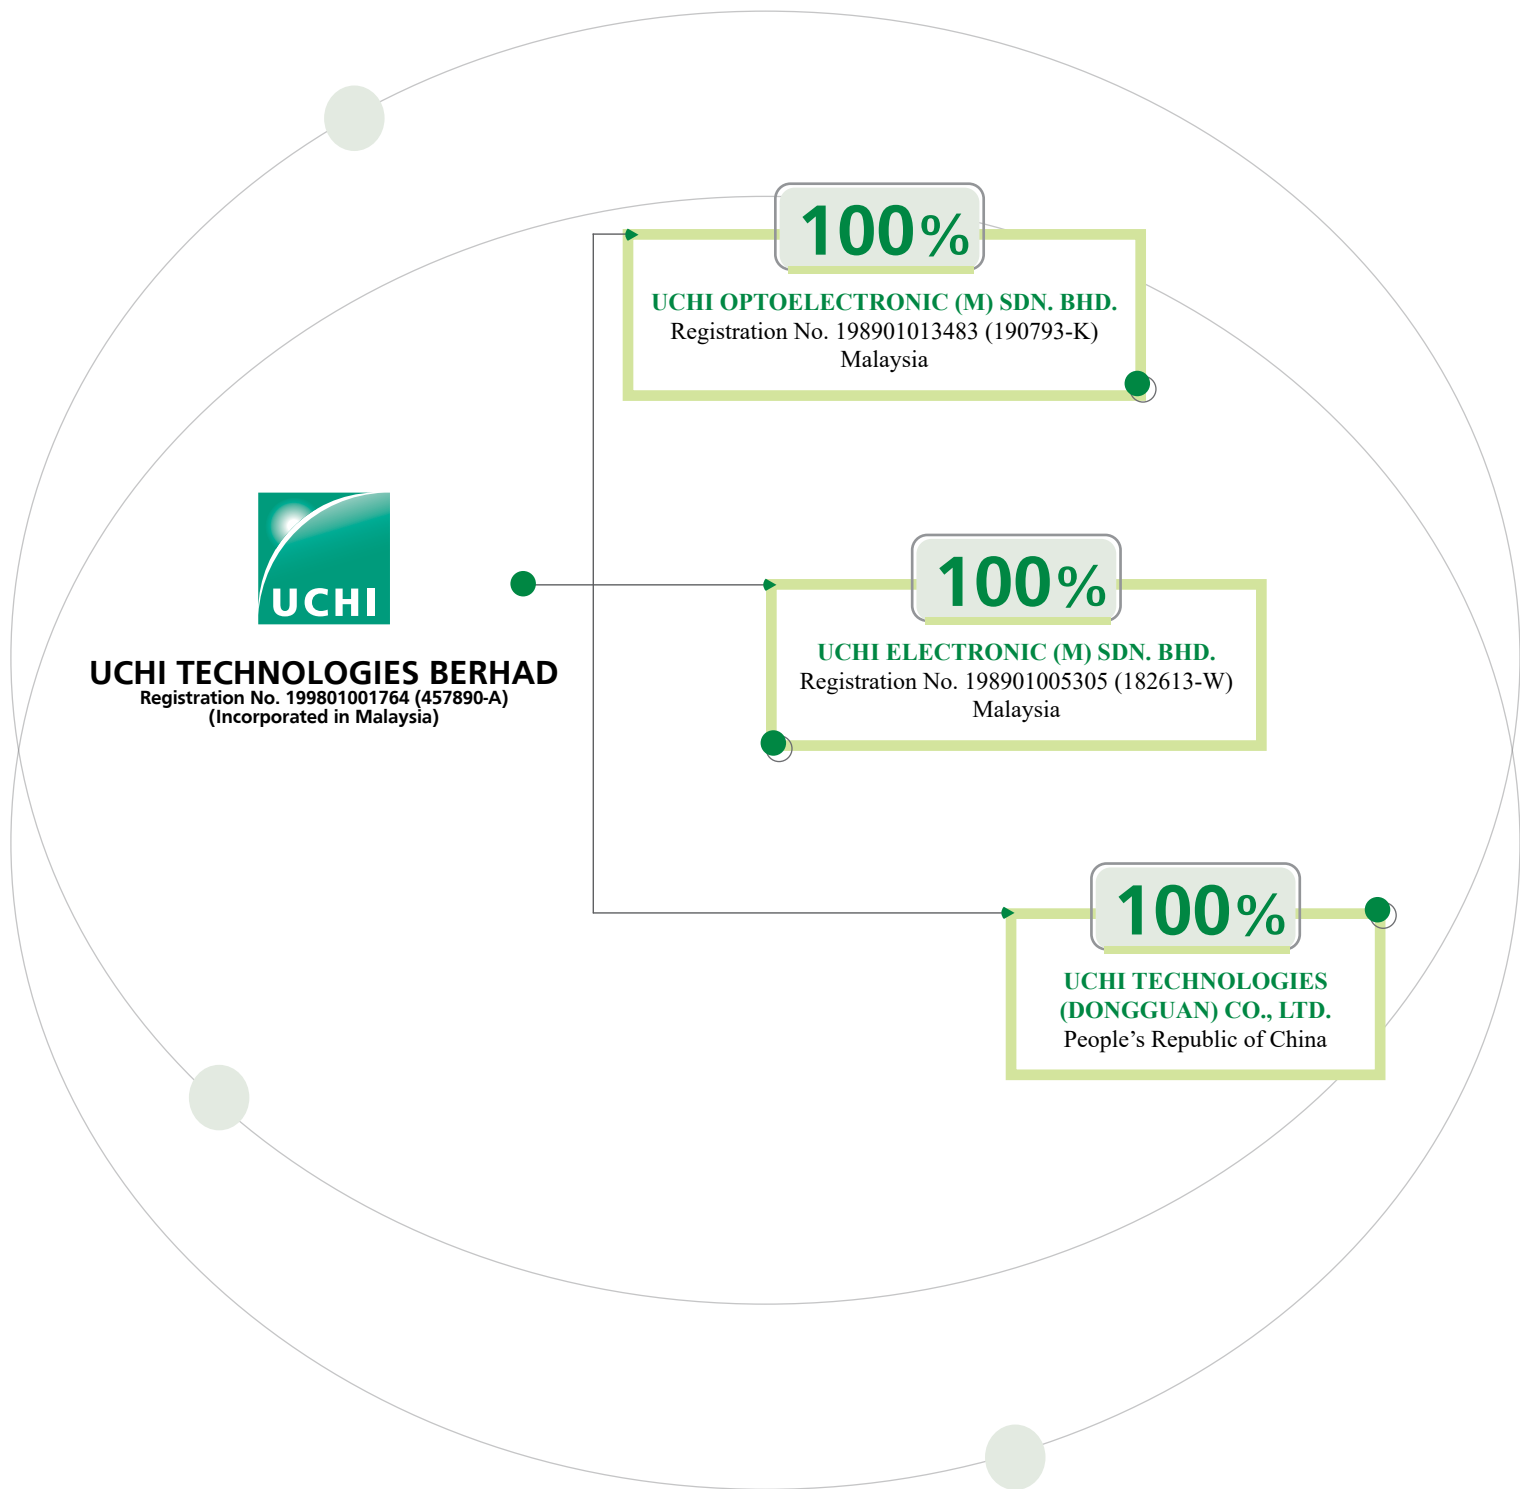 UCHI
UCHI TECHNOLOGIES BERHAD
Registration No. 199801001764 (457890-A)
(Incorporated in Malaysia)
100%
UCHI OPTOELECTRONIC (M) SDN. BHD.
Registration No. 198901013483 (190793-K)
Malaysia
100%
UCHI ELECTRONIC (M) SDN. BHD.
Registration No. 198901005305 (182613-W)
Malaysia
100%
UCHI TECHNOLOGIES
(DONGGUAN) CO., LTD.
People’s Republic of China